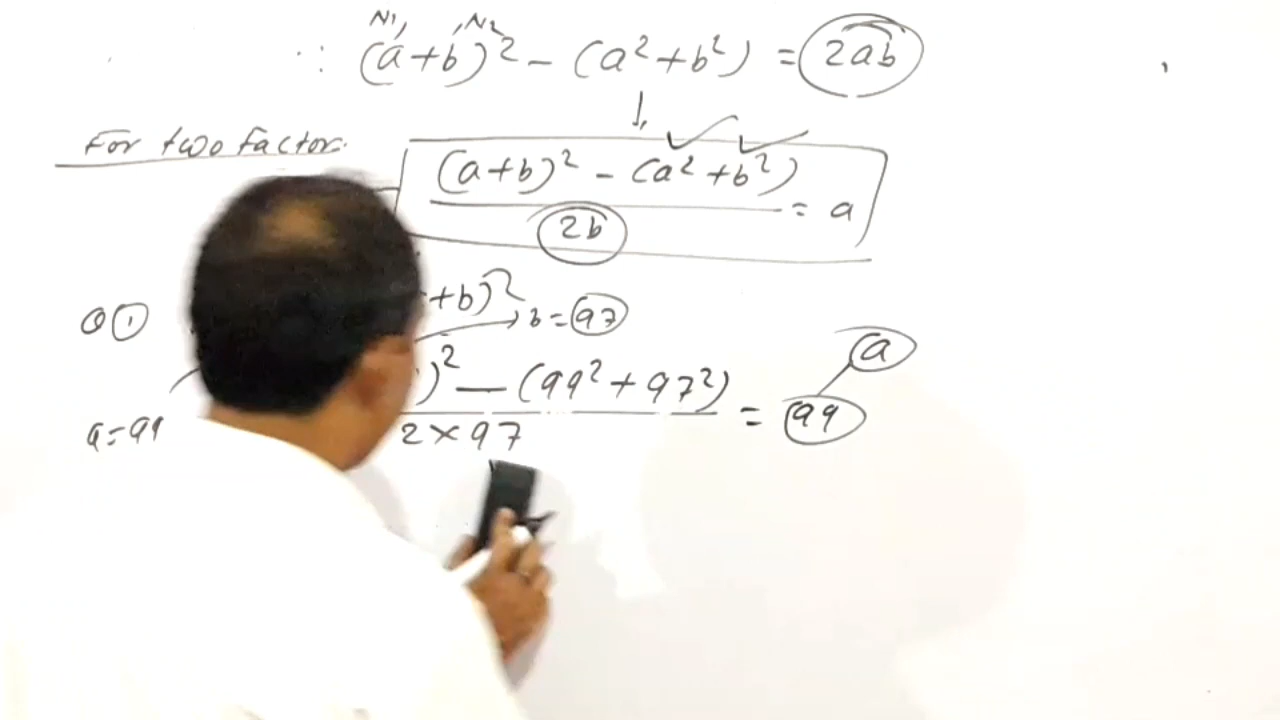 N1, ,N2
∴ (a+b)² - (a²+b²) = 2ab
For two factor.
(a+b)² - (a²+b²)
2b
= a
Q ① +b)²
b = 97
)² — (99² + 97²)
2×97
= 99
a
a = 99